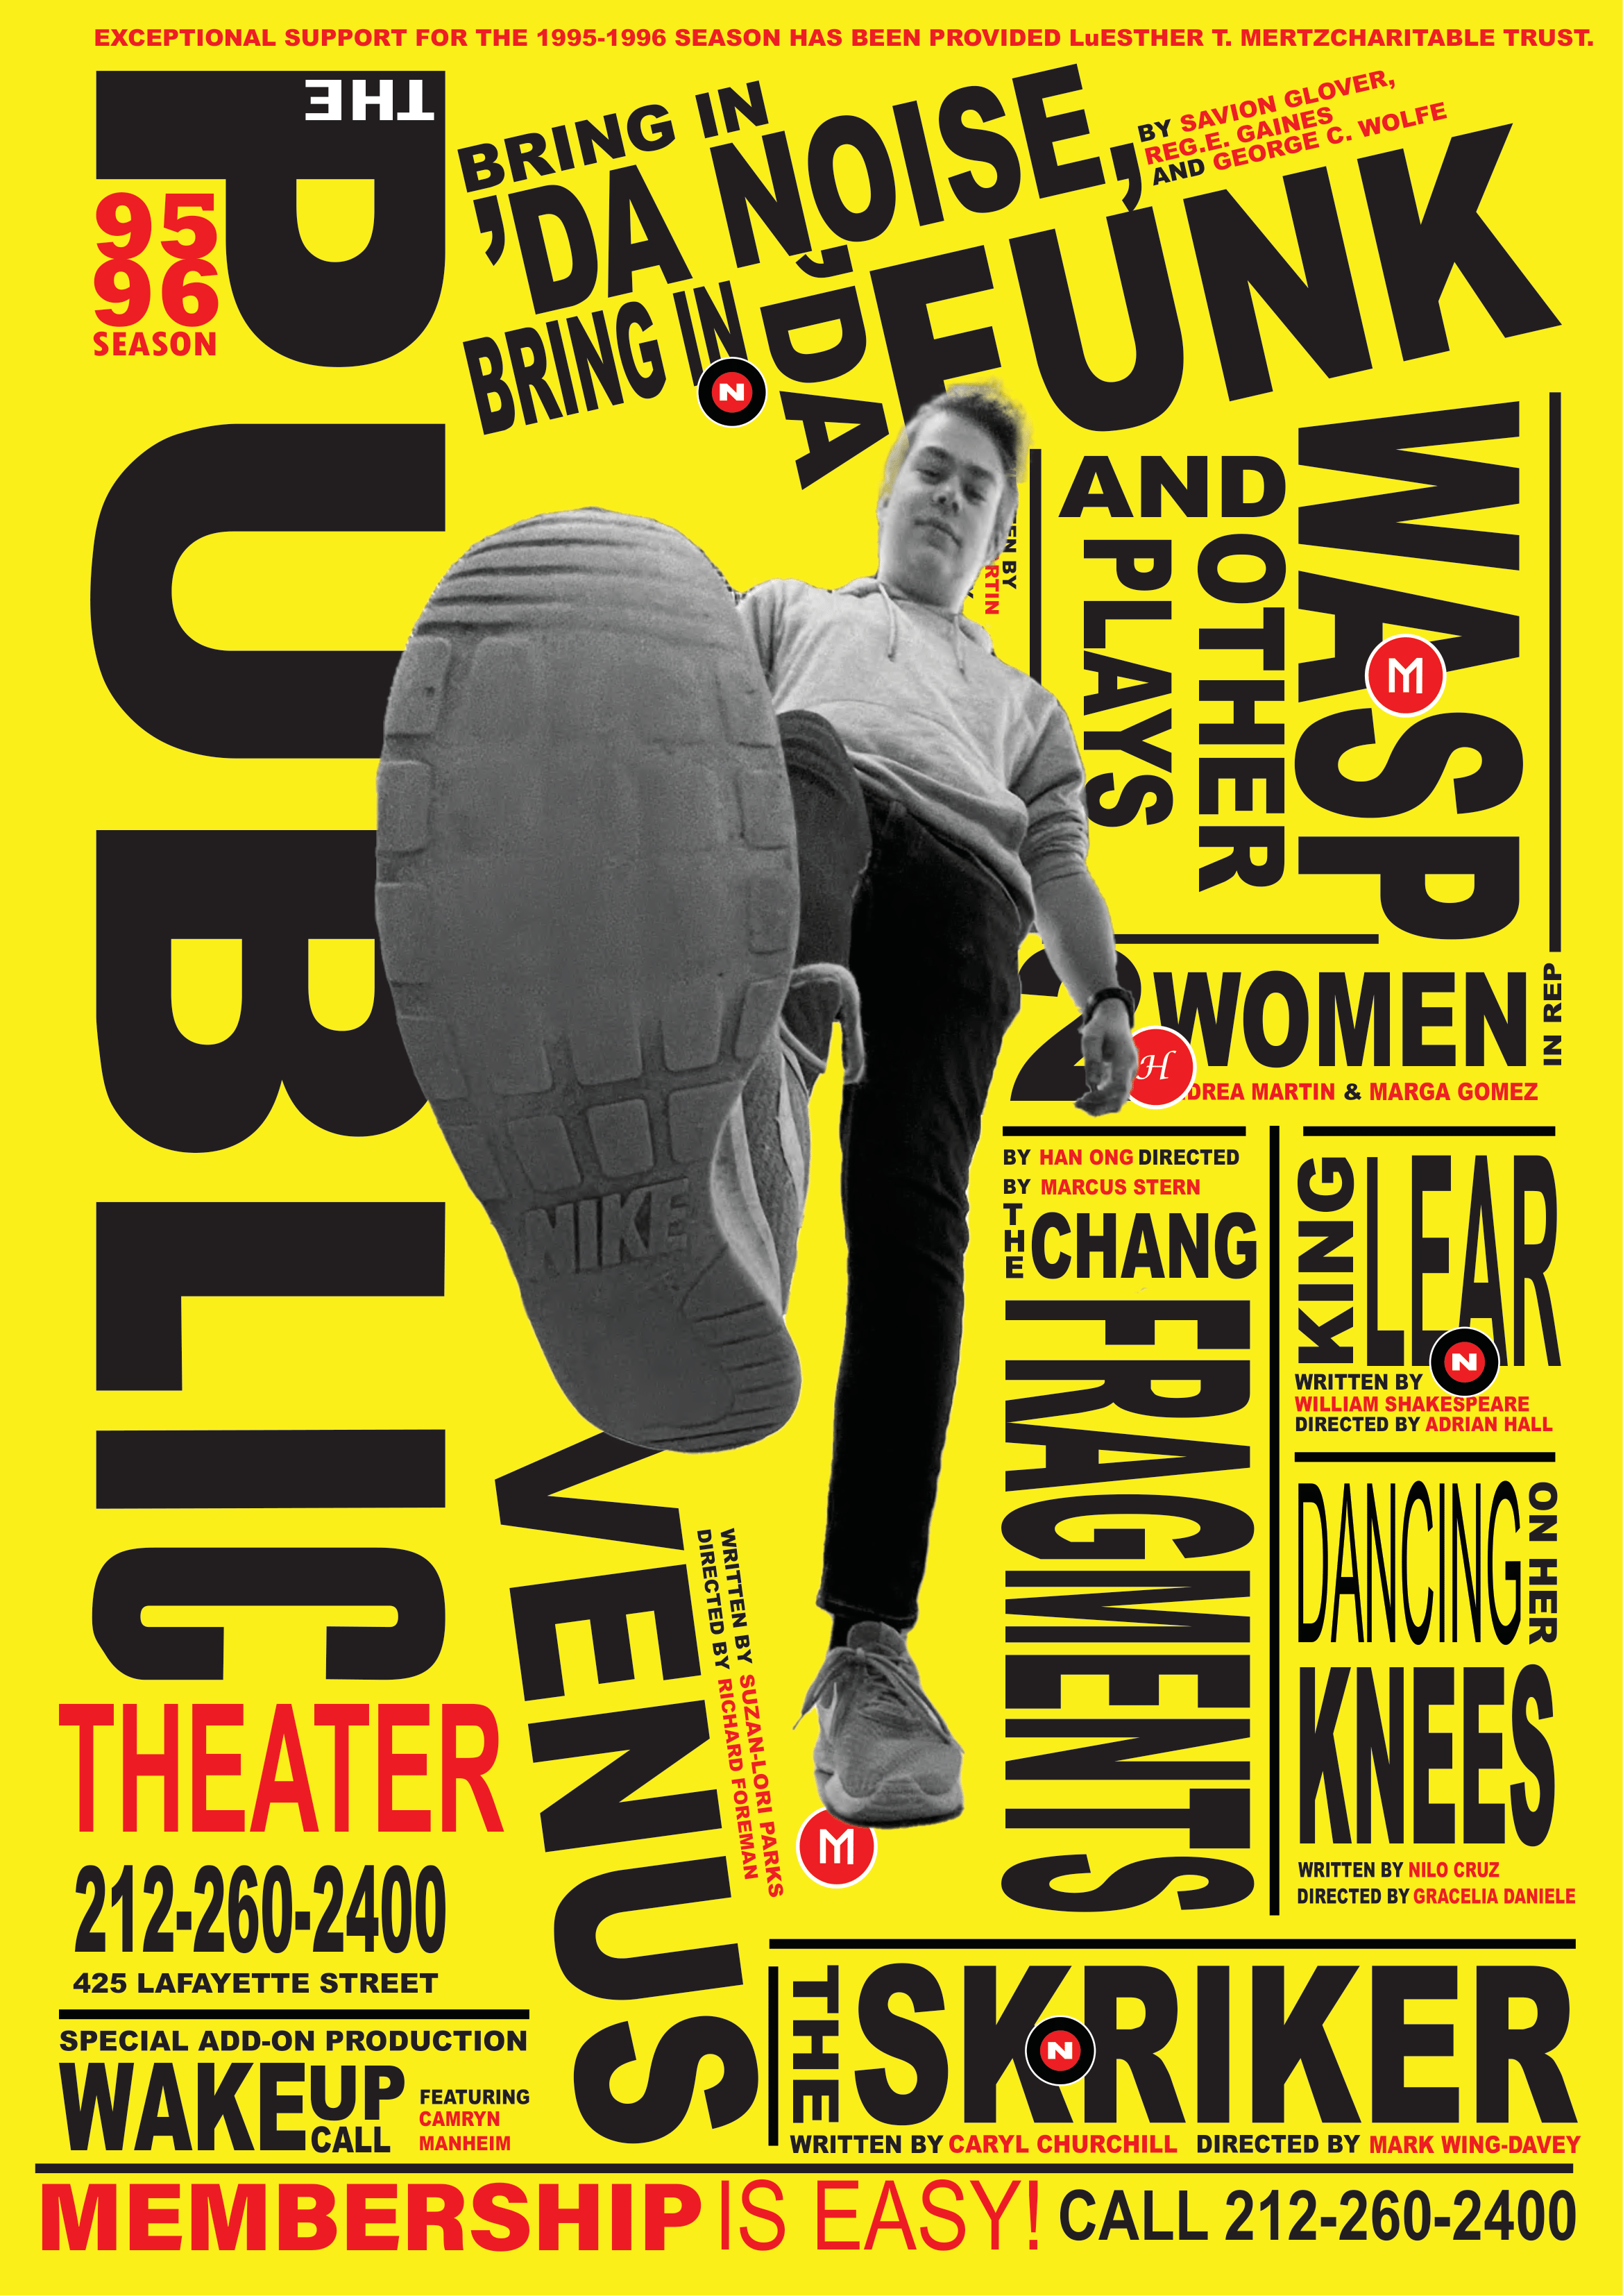 EXCEPTIONAL SUPPORT FOR THE 1995-1996 SEASON HAS BEEN PROVIDED LuESTHER T. MERTZCHARITABLE TRUST.
THE
PUBLIC
95
96
SEASON
THEATER
212-260-2400
425 LAFAYETTE STREET
SPECIAL ADD-ON PRODUCTION
WAKE UP
CALL
FEATURING
CAMRYN
MANHEIM
BRING IN
'DA NOISE,
BRING IN
'DA
FUNK
BY SAVION GLOVER,
REG.E. GAINES
AND GEORGE C. WOLFE
N
WASP
AND
OTHER
PLAYS
BY
M
IN REP
2 WOMEN
H
MARTIN & MARGA GOMEZ
BY HAN ONG DIRECTED
BY MARCUS STERN
THE
CHANG
FRAGMENTS
KING
LEAR
N
WRITTEN BY
WILLIAM SHAKESPEARE
DIRECTED BY ADRIAN HALL
DANCING
ON HER
KNEES
WRITTEN BY NILO CRUZ
DIRECTED BY GRACELIA DANIELE
NIKE
VENUS
WRITTEN BY SUZAN-LORI PARKS
DIRECTED BY RICHARD FOREMAN
M
THE
SKRIKER
N
WRITTEN BY CARYL CHURCHILL DIRECTED BY MARK WING-DAVEY
MEMBERSHIP IS EASY! CALL 212-260-2400